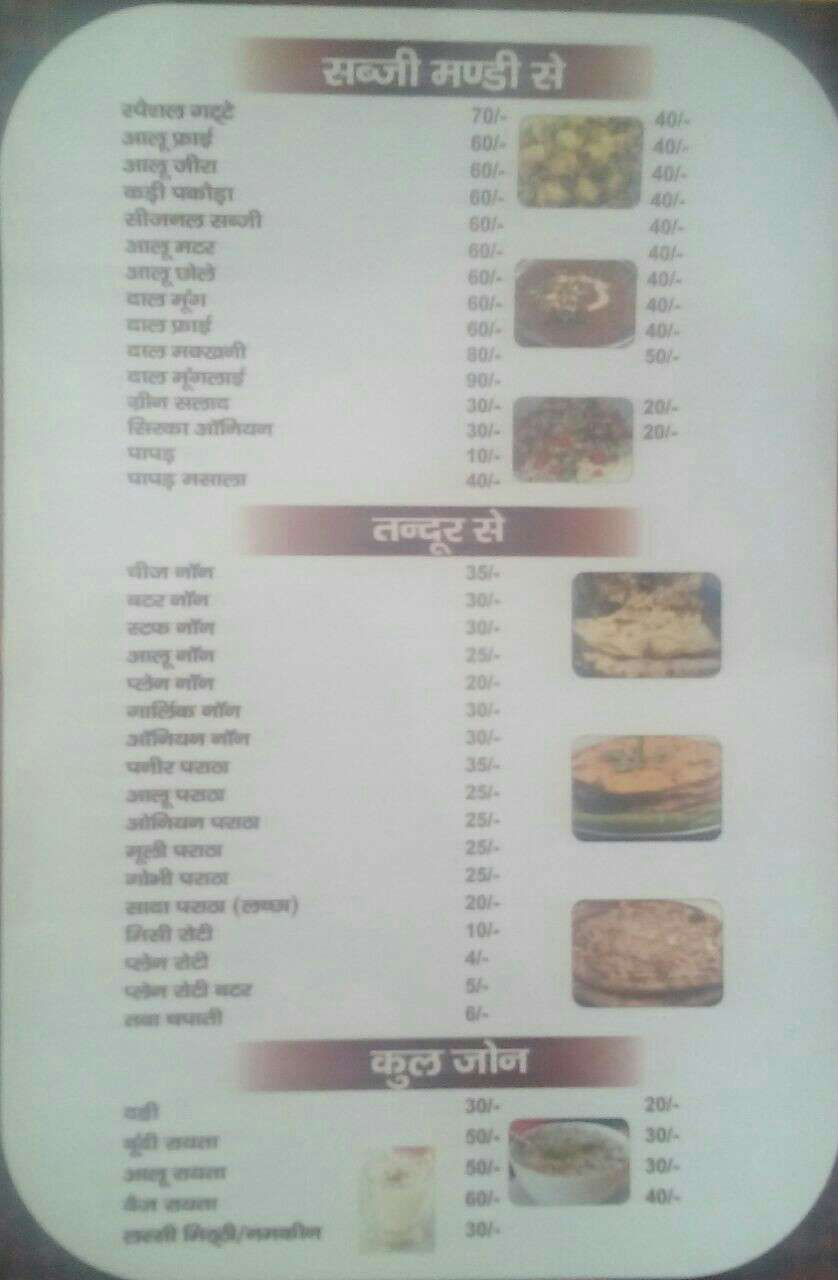 सब्जी मण्डी से
स्पैशल गट्टे 70/- 40/-
आलू फ्राई 60/- 40/-
आलू जीरा 60/- 40/-
कड़ी पकोड़ा 60/- 40/-
सीजनल सब्जी 60/- 40/-
आलू मटर 60/- 40/-
आलू छोले 60/- 40/-
दाल मूंग 60/- 40/-
दाल फ्राई 60/- 40/-
दाल मक्खनी 80/- 50/-
दाल मूंगलाई 90/-
ग्रीन सलाद 30/- 20/-
सिरका ऑनियन 30/- 20/-
पापड़ 10/-
पापड़ मसाला 40/-
तन्दूर से
चीज नॉन 35/-
बटर नॉन 30/-
स्टफ नॉन 30/-
आलू नॉन 25/-
प्लेन नॉन 20/-
गार्लिक नॉन 30/-
ऑनियन नॉन 30/-
पनीर पराठा 35/-
आलू पराठा 25/-
ओनियन पराठा 25/-
मूली पराठा 25/-
गोभी पराठा 25/-
सादा पराठा (लच्छा) 20/-
मिसी रोटी 10/-
प्लेन रोटी 4/-
प्लेन रोटी बटर 5/-
तवा चपाती 6/-
कुल जोन
दही 30/- 20/-
बूंदी रायता 50/- 30/-
आलू रायता 50/- 30/-
वैज रायता 60/- 40/-
लस्सी मिठ्ठी/नमकीन 30/-